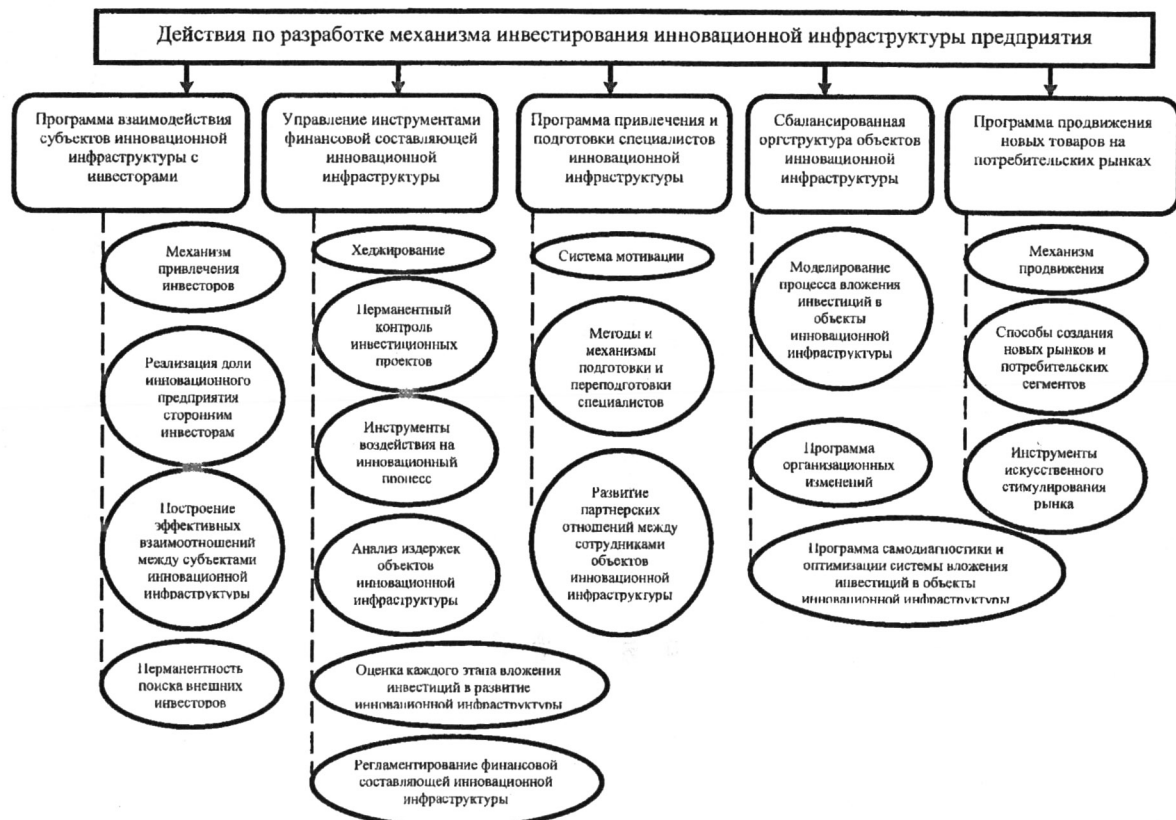 Действия по разработке механизма инвестирования инновационной инфраструктуры предприятия
Программа взаимодействия
субъектов инновационной
инфраструктуры с
инвесторами
Механизм
привлечения
инвесторов
Реализация доли
инновационного
предприятия
сторонним
инвесторам
Построение
эффективных
взаимоотношений
между субъектами
инновационной
инфраструктуры
Перманентность
поиска внешних
инвесторов
Управление инструментами
финансовой составляющей
инновационной
инфраструктуры
Хеджирование
Перманентный
контроль
инвестиционных
проектов
Инструменты
воздействия на
инновационный
процесс
Анализ издержек
объектов
инновационной
инфраструктуры
Оценка каждого этапа вложения
инвестиций в развитие
инновационной инфраструктуры
Регламентирование финансовой
составляющей инновационной
инфраструктуры
Программа привлечения и
подготовки специалистов
инновационной
инфраструктуры
Система мотивации
Методы и
механизмы
подготовки и
переподготовки
специалистов
Развитие
партнерских
отношений между
сотрудниками
объектов
инновационной
инфраструктуры
Сбалансированная
оргструктура объектов
инновационной
инфраструктуры
Моделирование
процесса вложения
инвестиций в
объекты
инновационной
инфраструктуры
Программа
организационных
изменений
Программа самодиагностики и
оптимизации системы вложения
инвестиций в объекты
инновационной инфраструктуры
Программа продвижения
новых товаров на
потребительских рынках
Механизм
продвижения
Способы создания
новых рынков и
потребительских
сегментов
Инструменты
искусственного
стимулирования
рынка